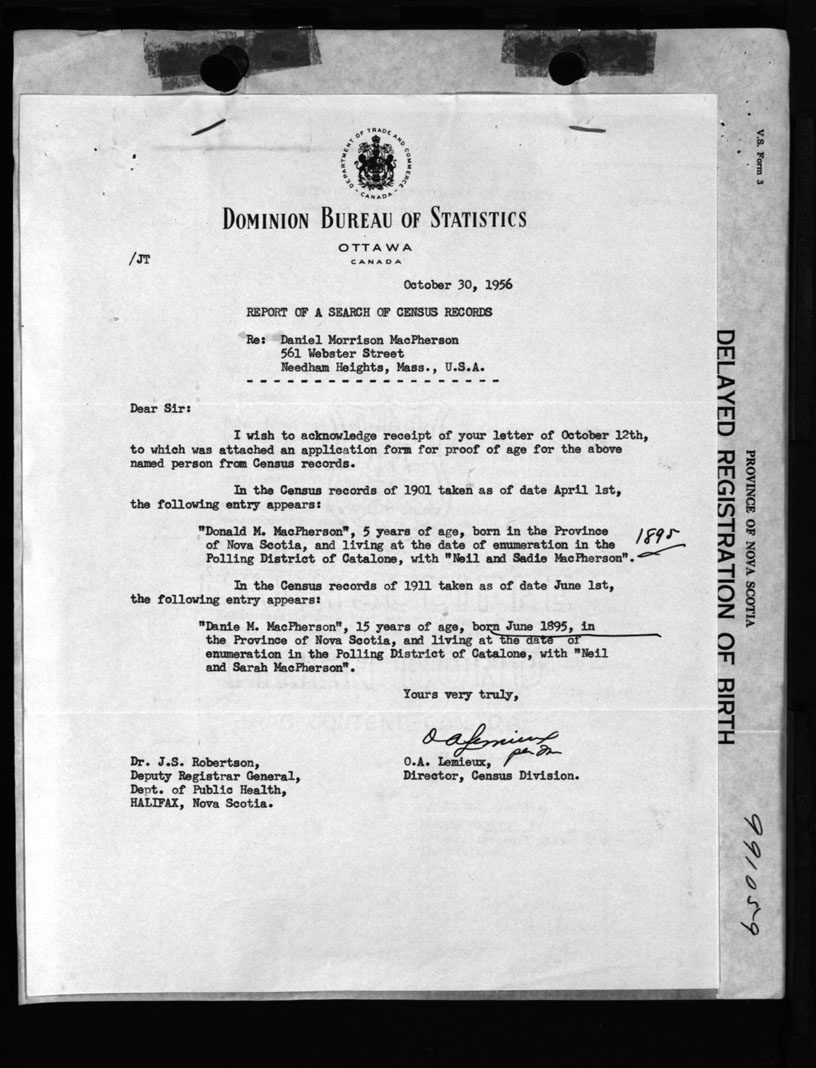 DEPARTMENT OF TRADE AND COMMERCE
CANADA
DOMINION BUREAU OF STATISTICS
OTTAWA
CANADA
/JT
October 30, 1956
REPORT OF A SEARCH OF CENSUS RECORDS
Re: Daniel Morrison MacPherson
561 Webster Street
Needham Heights, Mass., U.S.A.
Dear Sir:
I wish to acknowledge receipt of your letter of October 12th,
to which was attached an application form for proof of age for the above
named person from Census records.
In the Census records of 1901 taken as of date April 1st,
the following entry appears:
"Donald M. MacPherson", 5 years of age, born in the Province
of Nova Scotia, and living at the date of enumeration in the
Polling District of Catalone, with "Neil and Sadie MacPherson".
1895
In the Census records of 1911 taken as of date June 1st,
the following entry appears:
"Danie M. MacPherson", 15 years of age, born June 1895, in
the Province of Nova Scotia, and living at the date of
enumeration in the Polling District of Catalone, with "Neil
and Sarah MacPherson".
Yours very truly,
O A Lemieux
per
O.A. Lemieux,
Director, Census Division.
Dr. J.S. Robertson,
Deputy Registrar General,
Dept. of Public Health,
HALIFAX, Nova Scotia.
V.S. Form 3
PROVINCE OF NOVA SCOTIA
DELAYED REGISTRATION OF BIRTH
991059